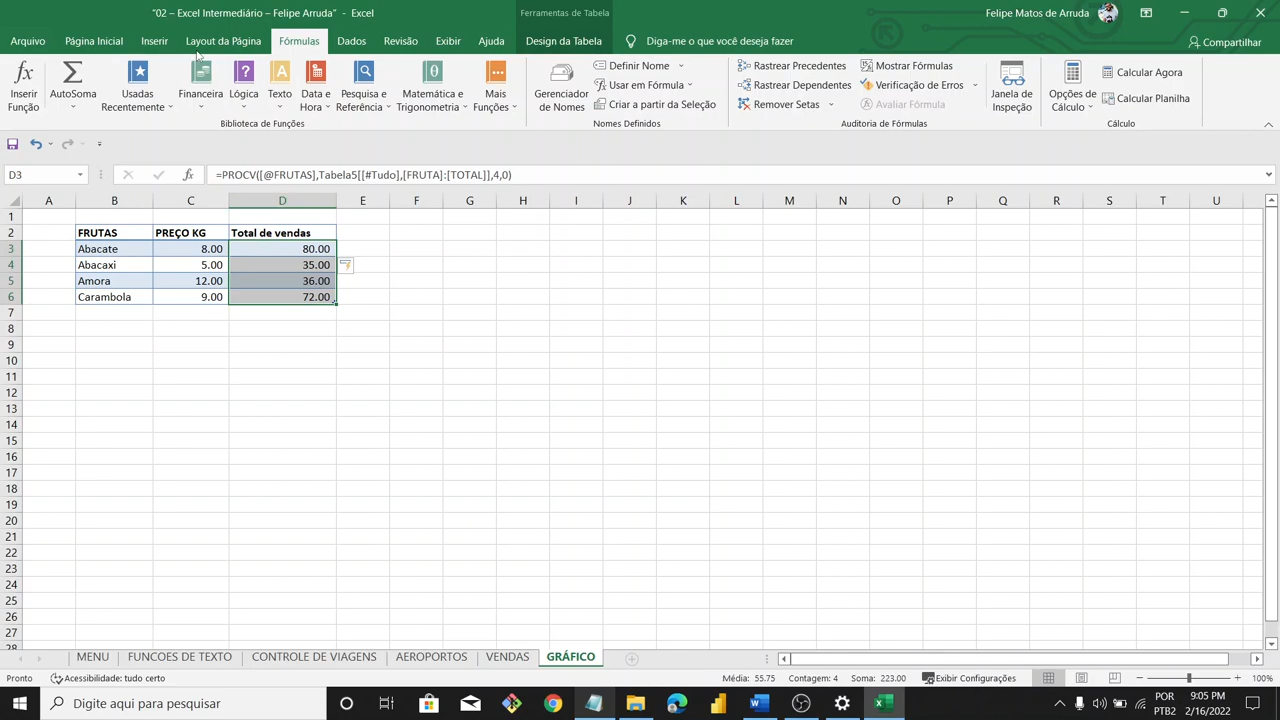 "02 – Excel Intermediário – Felipe Arruda" - Excel
Ferramentas de Tabela
Felipe Matos de Arruda
Arquivo Página Inicial Inserir Layout da Página Fórmulas Dados Revisão Exibir Ajuda Design da Tabela Diga-me o que você deseja fazer Compartilhar
Inserir Função
AutoSoma
Usadas Recentemente
Financeira
Lógica
Texto
Data e Hora
Pesquisa e Referência
Matemática e Trigonometria
Mais Funções
Biblioteca de Funções
Gerenciador de Nomes
Definir Nome
Usar em Fórmula
Criar a partir da Seleção
Nomes Definidos
Rastrear Precedentes
Rastrear Dependentes
Remover Setas
Mostrar Fórmulas
Verificação de Erros
Avaliar Fórmula
Auditoria de Fórmulas
Janela de Inspeção
Opções de Cálculo
Calcular Agora
Calcular Planilha
Cálculo
D3 fx =PROCV([@FRUTAS],Tabela5[[#Tudo],[FRUTA]:[TOTAL]],4,0)
A B C D E F G H I J K L M N O P Q R S T U
1
2 FRUTAS PREÇO KG Total de vendas
3 Abacate 8.00 80.00
4 Abacaxi 5.00 35.00
5 Amora 12.00 36.00
6 Carambola 9.00 72.00
7
8
9
10
11
12
13
14
15
16
17
18
19
20
21
22
23
24
25
26
27
28
MENU FUNCOES DE TEXTO CONTROLE DE VIAGENS AEROPORTOS VENDAS GRÁFICO
Pronto Acessibilidade: tudo certo Média: 55.75 Contagem: 4 Soma: 223.00 Exibir Configurações 100%
Digite aqui para pesquisar
POR 9:05 PM
PTB2 2/16/2022